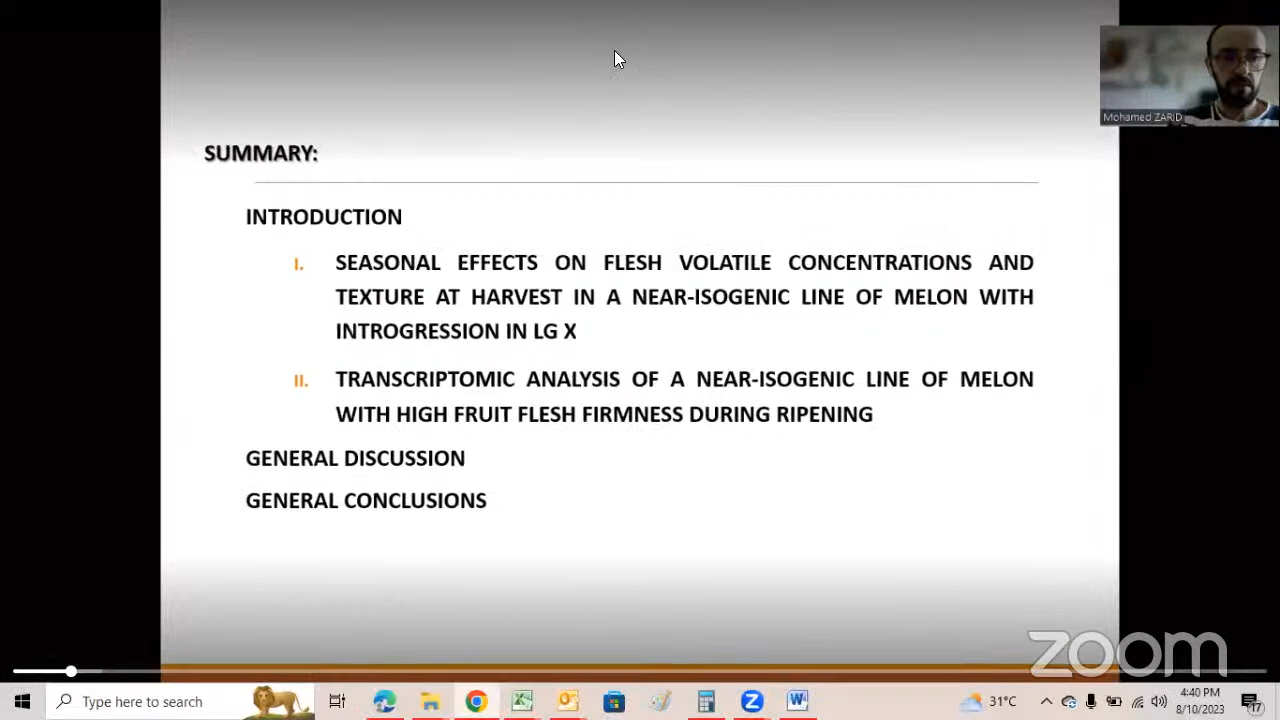 Mohamed ZARID
SUMMARY:
INTRODUCTION
I. SEASONAL EFFECTS ON FLESH VOLATILE CONCENTRATIONS AND
TEXTURE AT HARVEST IN A NEAR-ISOGENIC LINE OF MELON WITH
INTROGRESSION IN LG X
II. TRANSCRIPTOMIC ANALYSIS OF A NEAR-ISOGENIC LINE OF MELON
WITH HIGH FRUIT FLESH FIRMNESS DURING RIPENING
GENERAL DISCUSSION
GENERAL CONCLUSIONS
zoom
Type here to search
31°C
4:40 PM
8/10/2023
17